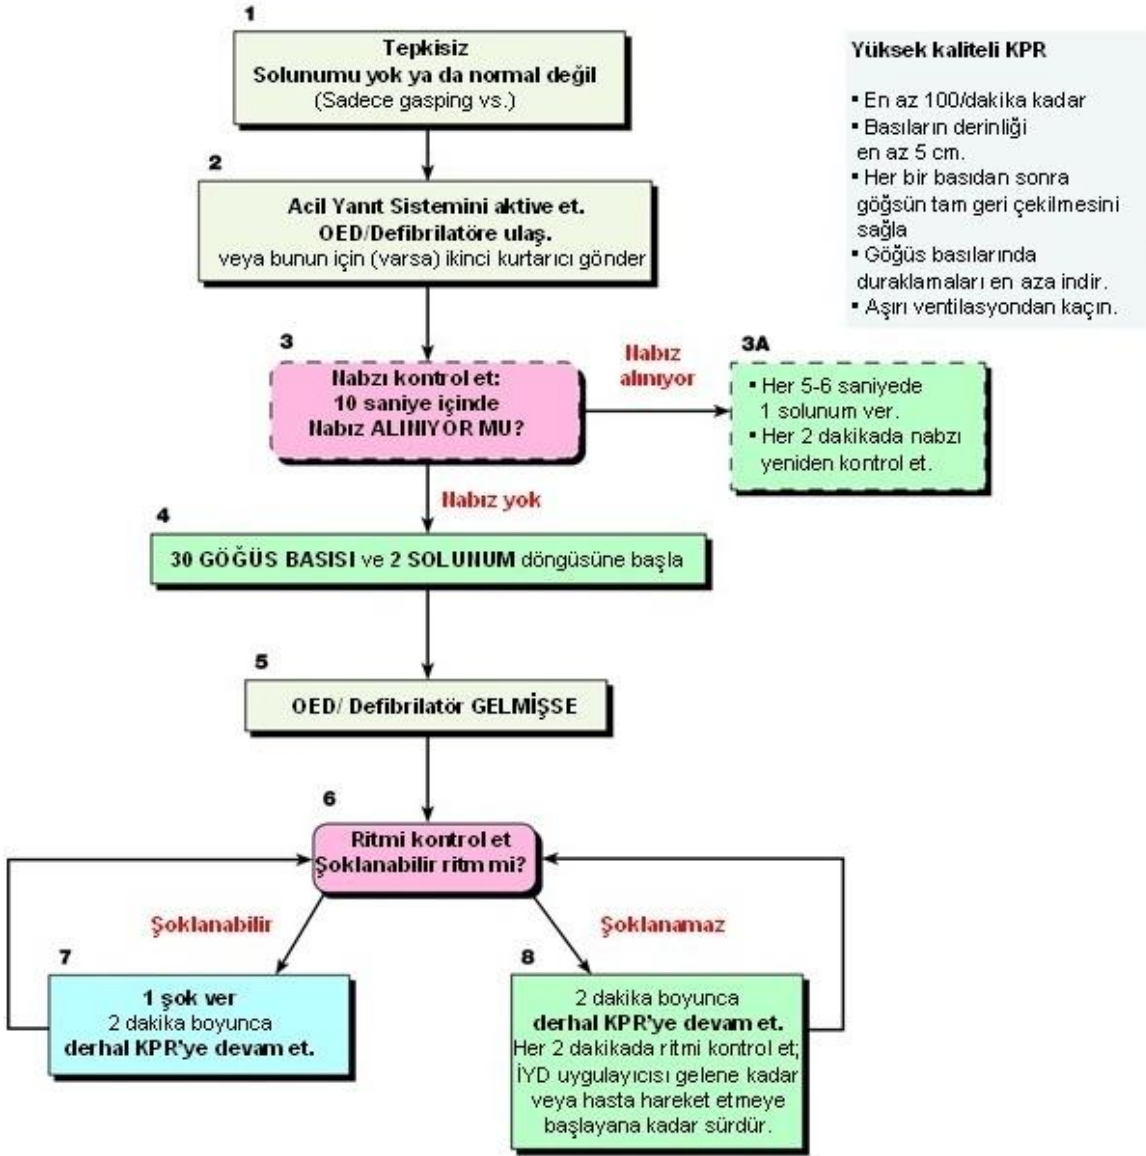 1
Tepkisiz
Solunumu yok ya da normal değil
(Sadece gasping vs.)
Yüksek kaliteli KPR
▪ En az 100/dakika kadar
▪ Basıların derinliği
en az 5 cm.
▪ Her bir basıdan sonra
göğsün tam geri çekilmesini
sağla
▪ Göğüs basılarında
duraklamaları en aza indir.
▪ Aşırı ventilasyondan kaçın.
2
Acil Yanıt Sistemini aktive et.
OED/Defibrilatöre ulaş.
veya bunun için (varsa) ikinci kurtarıcı gönder
3
Nabzı kontrol et:
10 saniye içinde
Nabız ALINIYOR MU?
Nabız
alınıyor
3A
▪ Her 5-6 saniyede
1 solunum ver.
▪ Her 2 dakikada nabzı
yeniden kontrol et.
Nabız yok
4
30 GÖĞÜS BASISI ve 2 SOLUNUM döngüsüne başla
5
OED/ Defibrilatör GELMİŞSE
6
Ritmi kontrol et
Şoklanabilir ritm mi?
Şoklanabilir
Şoklanamaz
7
1 şok ver
2 dakika boyunca
derhal KPR'ye devam et.
8
2 dakika boyunca
derhal KPR'ye devam et.
Her 2 dakikada ritmi kontrol et;
İYD uygulayıcısı gelene kadar
veya hasta hareket etmeye
başlayana kadar sürdür.